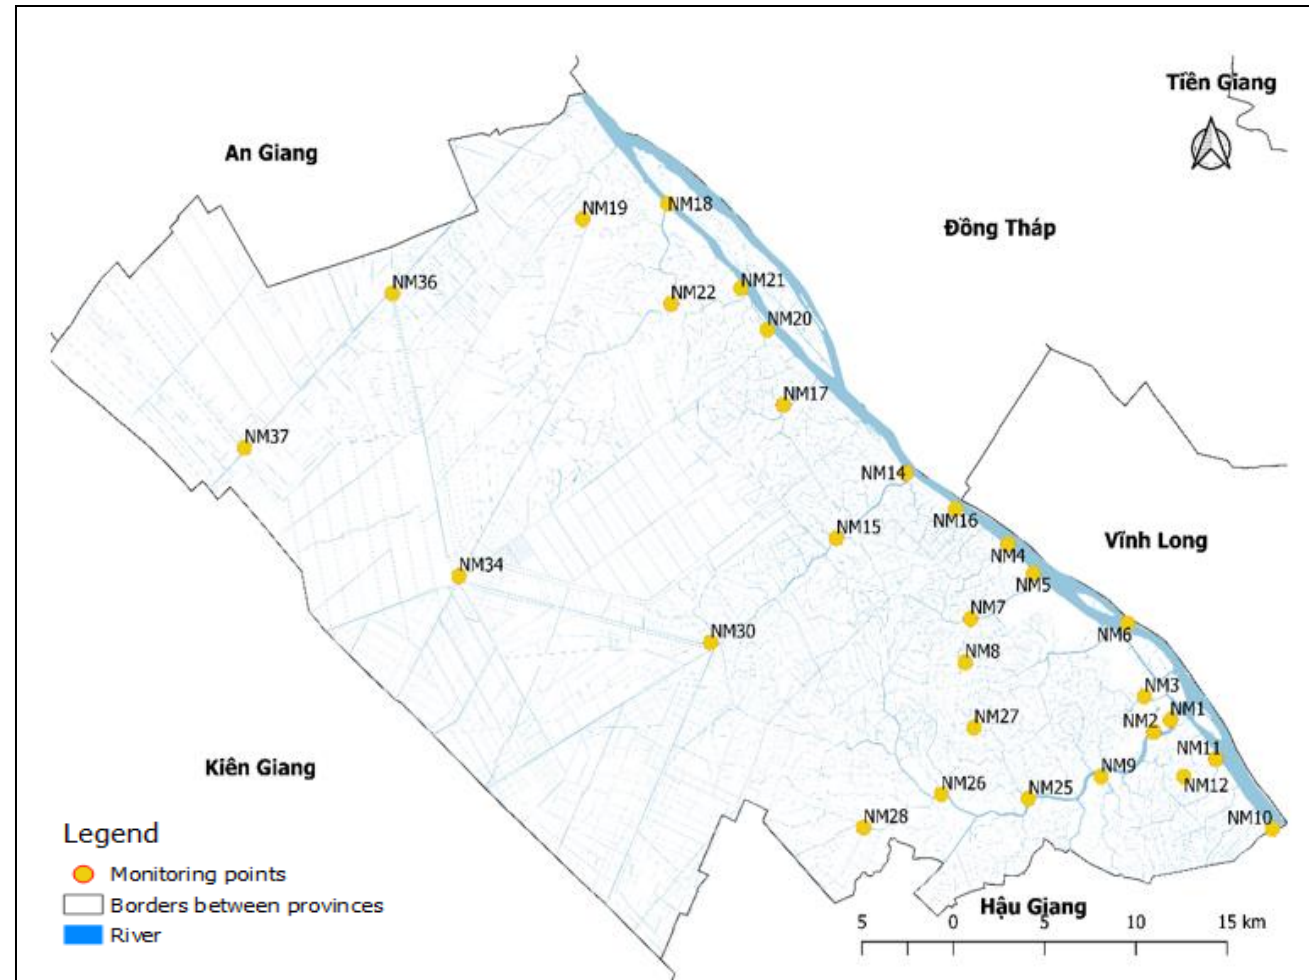 Tiền Giang
An Giang
NM19
NM18
Đồng Tháp
NM36
NM22
NM21
NM20
NM17
NM37
NM14
NM16
NM15
NM4
Vĩnh Long
NM5
NM34
NM7
NM6
NM30
NM8
NM3
NM27
NM2
NM1
NM11
Kiên Giang
NM9
NM12
NM26
NM25
NM28
NM10
Legend
Monitoring points
Borders between provinces
River
Hậu Giang
5 0 5 10 15 km